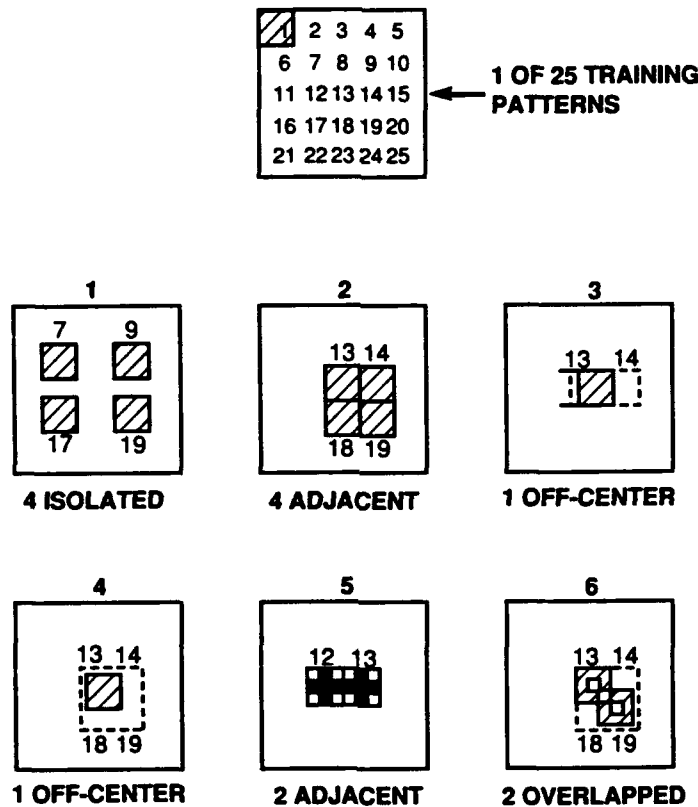 1 2 3 4 5
6 7 8 9 10
11 12 13 14 15
16 17 18 19 20
21 22 23 24 25
1 OF 25 TRAINING
PATTERNS
1
7 9
17 19
4 ISOLATED
2
13 14
18 19
4 ADJACENT
3
13 14
1 OFF-CENTER
4
13 14
18 19
1 OFF-CENTER
5
12 13
2 ADJACENT
6
13 14
18 19
2 OVERLAPPED